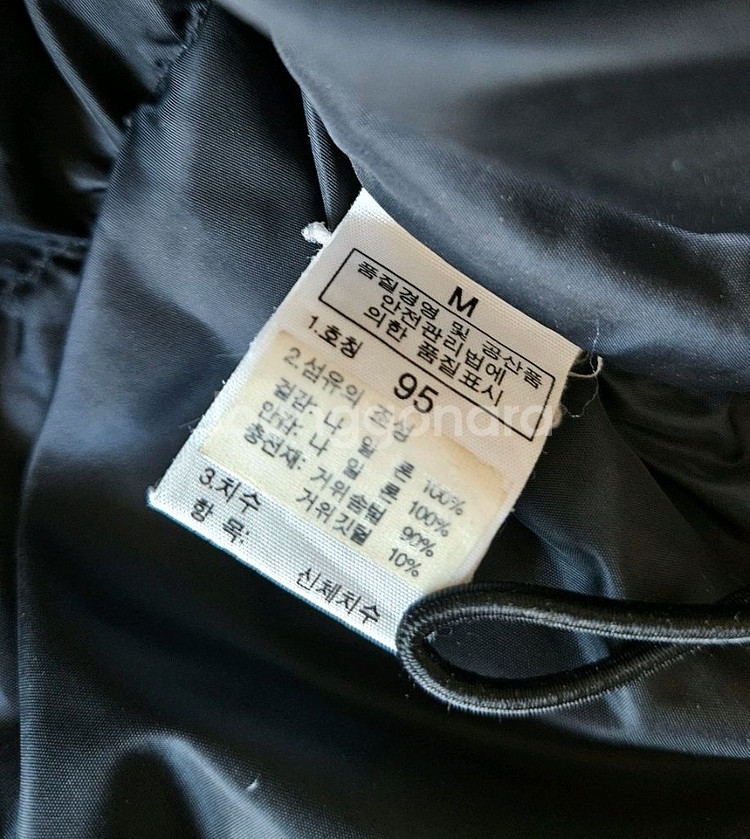 M
품질경영 및 공산품
안전관리법에
의한 품질표시
1.호칭 95
2.섬유의 조성
겉감: 나 일 론 100%
안감: 나 일 론 100%
충전재: 거위솜털 90%
거위깃털 10%
3.치수
항 목: 신체치수
joonggonara